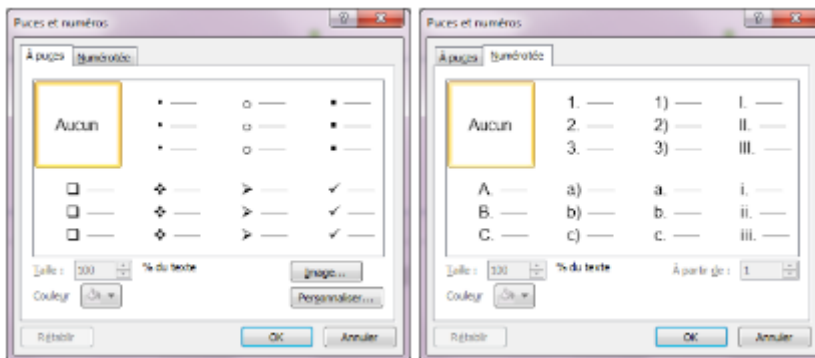 Puces et numéros
À puces Numérotée
Aucun
Taille : 100 % du texte
Image...
Couleur
Personnaliser...
Rétablir OK Annuler
Puces et numéros
À puces Numérotée
Aucun 1. 1) I.
2. 2) II.
3. 3) III.
A. a) a. i.
B. b) b. ii.
C. c) c. iii.
Taille : 100 % du texte À partir de : 1
Couleur
Rétablir OK Annuler